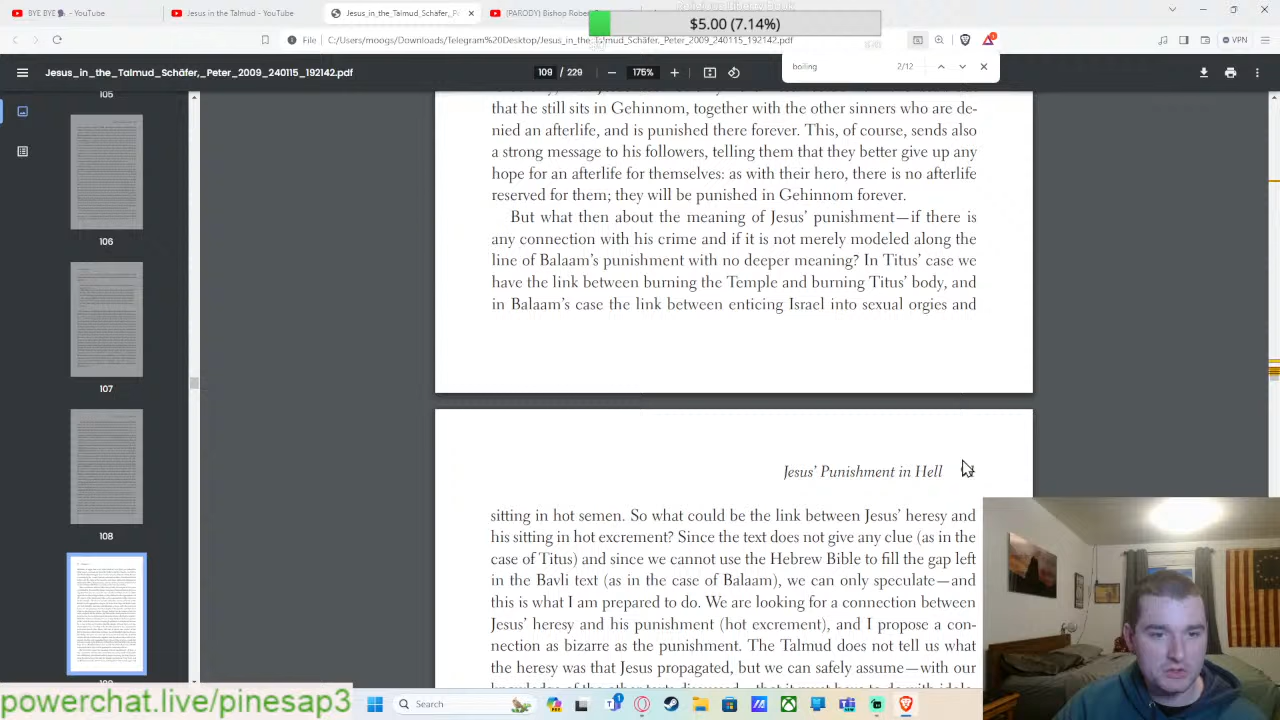 BYE BYE
Jesus in the Talmud - YouTube
Jesus_in_the_Talmud_Schäfer,
(PARODY) Bishop Rober
$5.00 (7.14%)
File C:/Users/moogs/Downloads/Telegram%20Desktop/Jesus_in_the_Talmud_Schäfer,_Peter_2009_240115_192142.pdf
VPN
boiling 2/12
Jesus_in_the_Talmud_Schäfer,_Peter_2009_240115_192142.pdf
109 / 229 175%
105
106
107
108
that he still sits in Gehinnom, together with the other sinners who are de-
nied an afterlife, and is punished there forever. This, of course, sends also
a strong message to his followers, telling them that they better give up any
hope for an afterlife for themselves: as with their hero, there is no afterlife
reserved for them; they will be punished in Gehinnom forever.
But what then about the meaning of Jesus' punishment—if there is
any connection with his crime and if it is not merely modeled along the
line of Balaam's punishment with no deeper meaning? In Titus' case we
have the link between burning the Temple and burning Titus' body, and
in Balaam's case the link between enticing Israel into sexual orgies and
Jesus' Punishment in Hell
sitting in hot semen. So what could be the link between Jesus' heresy and
his sitting in hot excrement? Since the text does not give any clue (as in the
case of Titus) and since we cannot use the Hebrew Bible to fill the gap left
in the Bavli text (as in the case of Balaam), we can only speculate—and
this is what I am prepared to do. We are looking for a connection between
Jesus' heresy and his punishment (hot excrement), and I propose a con-
nection as bizarre as the punishment. The Talmud does not tell us what
the heresy was that Jesus propagated, but we can safely assume—with our
powerchat.live/pinesap3
Search